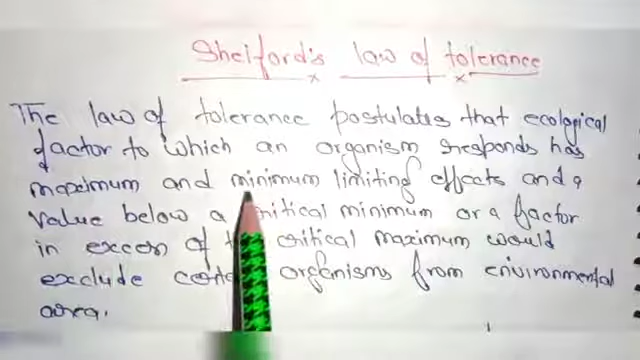 Shelford's law of tolerance
The law of tolerance postulates that ecological
factor to which an organism responds has
maximum and minimum limiting effects and a
value below a critical minimum or a factor
in excess of the critical maximum would
exclude organisms from environmental
area.